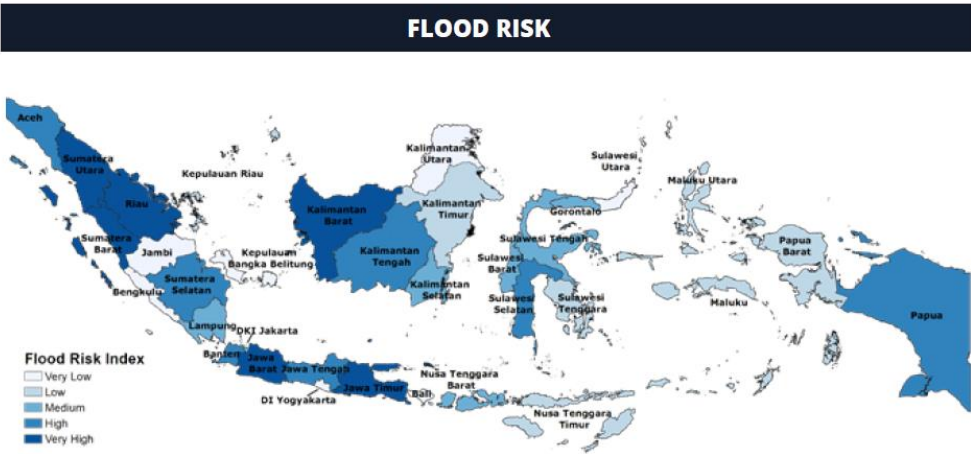 FLOOD RISK
Aceh
Sumatera
Utara
Riau
Kepulauan Riau
Sumatera
Barat
Jambi
Bengkulu
Sumatera
Selatan
Kepulauan
Bangka Belitung
Lampung
DKI Jakarta
Banten
Jawa
Barat
Jawa Tengah
DI Yogyakarta
Jawa Timur
Bali
Nusa Tenggara
Barat
Nusa Tenggara
Timur
Kalimantan
Utara
Kalimantan
Barat
Kalimantan
Timur
Kalimantan
Tengah
Kalimantan
Selatan
Sulawesi
Utara
Gorontalo
Sulawesi Tengah
Sulawesi
Barat
Sulawesi
Selatan
Sulawesi
Tenggara
Maluku Utara
Maluku
Papua
Barat
Papua
Flood Risk Index
Very Low
Low
Medium
High
Very High